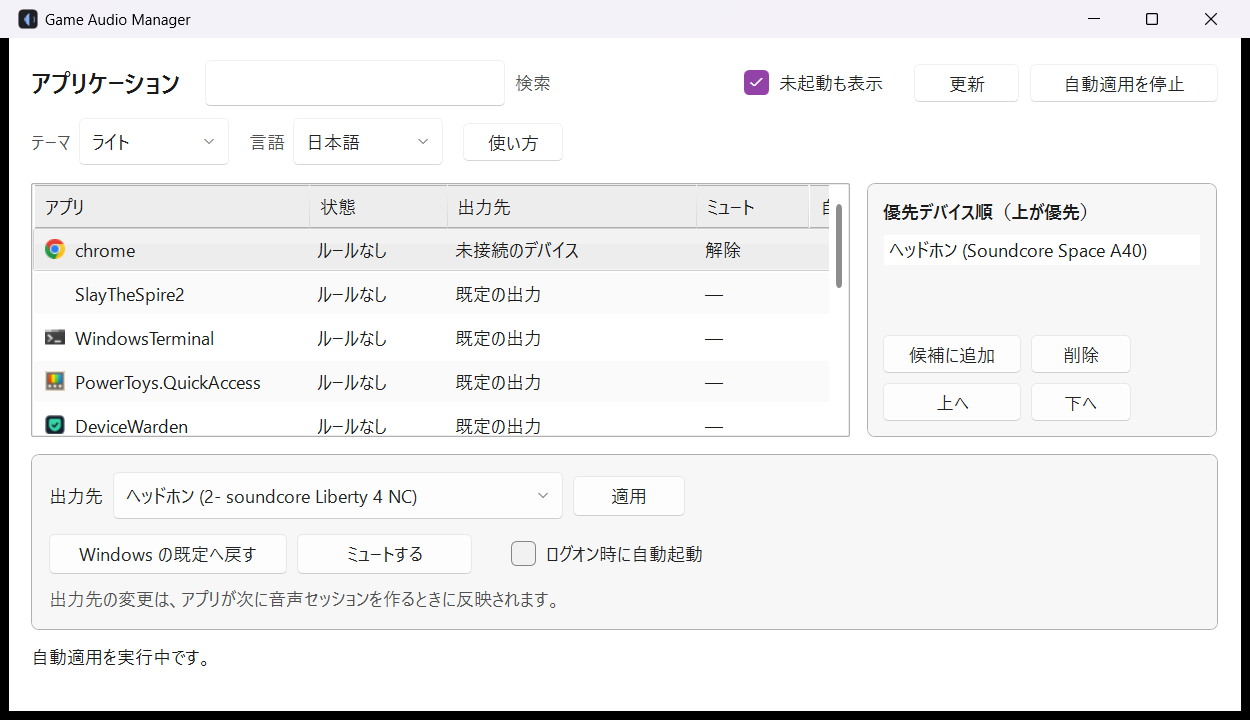 Game Audio Manager
アプリケーション 検索 未起動も表示 更新 自動適用を停止
テーマ ライト 言語 日本語 使い方
アプリ 状態 出力先 ミュート
chrome ルールなし 未接続のデバイス 解除
SlayTheSpire2 ルールなし 既定の出力 —
WindowsTerminal ルールなし 既定の出力 —
PowerToys.QuickAccess ルールなし 既定の出力 —
DeviceWarden ルールなし 既定の出力 —
優先デバイス順（上が優先）
ヘッドホン (Soundcore Space A40)
候補に追加 削除
上へ 下へ
出力先 ヘッドホン (2- soundcore Liberty 4 NC) 適用
Windows の既定へ戻す ミュートする ログオン時に自動起動
出力先の変更は、アプリが次に音声セッションを作るときに反映されます。
自動適用を実行中です。